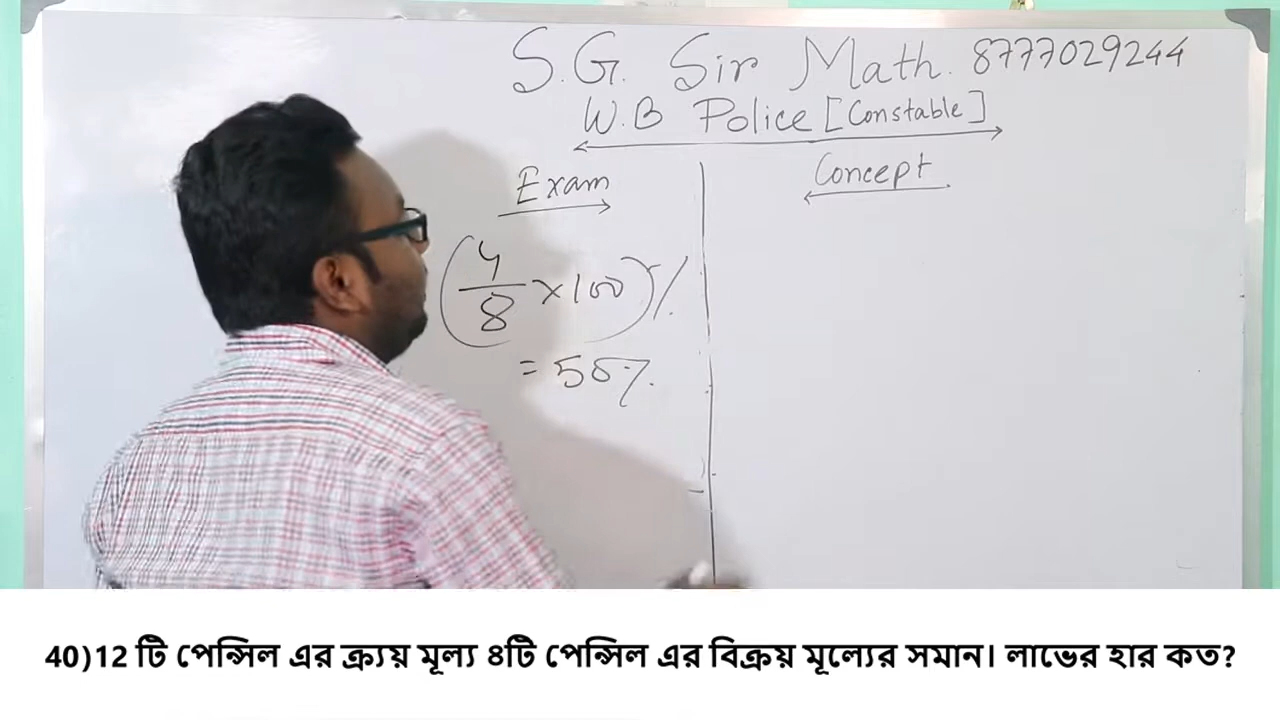 S.G. Sir Math. 8777029244
W.B Police [Constable]
Exam
Concept
(4/8 × 100)%
= 50%.
40)12 টি পেন্সিল এর ক্র্যয় মূল্য ৪টি পেন্সিল এর বিক্রয় মূল্যের সমান। লাভের হার কত?